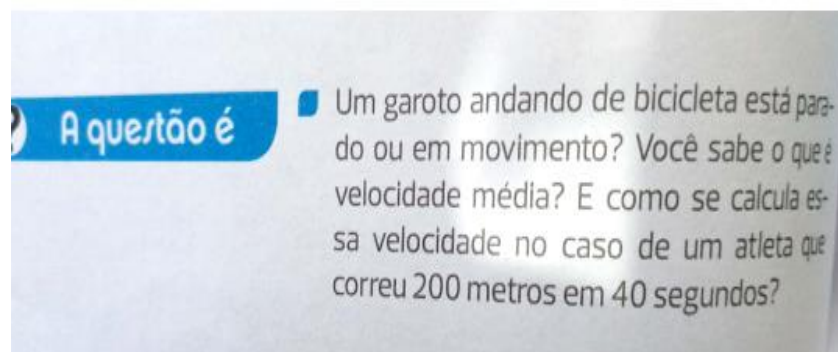 A questão é
Um garoto andando de bicicleta está para-
do ou em movimento? Você sabe o que é
velocidade média? E como se calcula es-
sa velocidade no caso de um atleta que
correu 200 metros em 40 segundos?